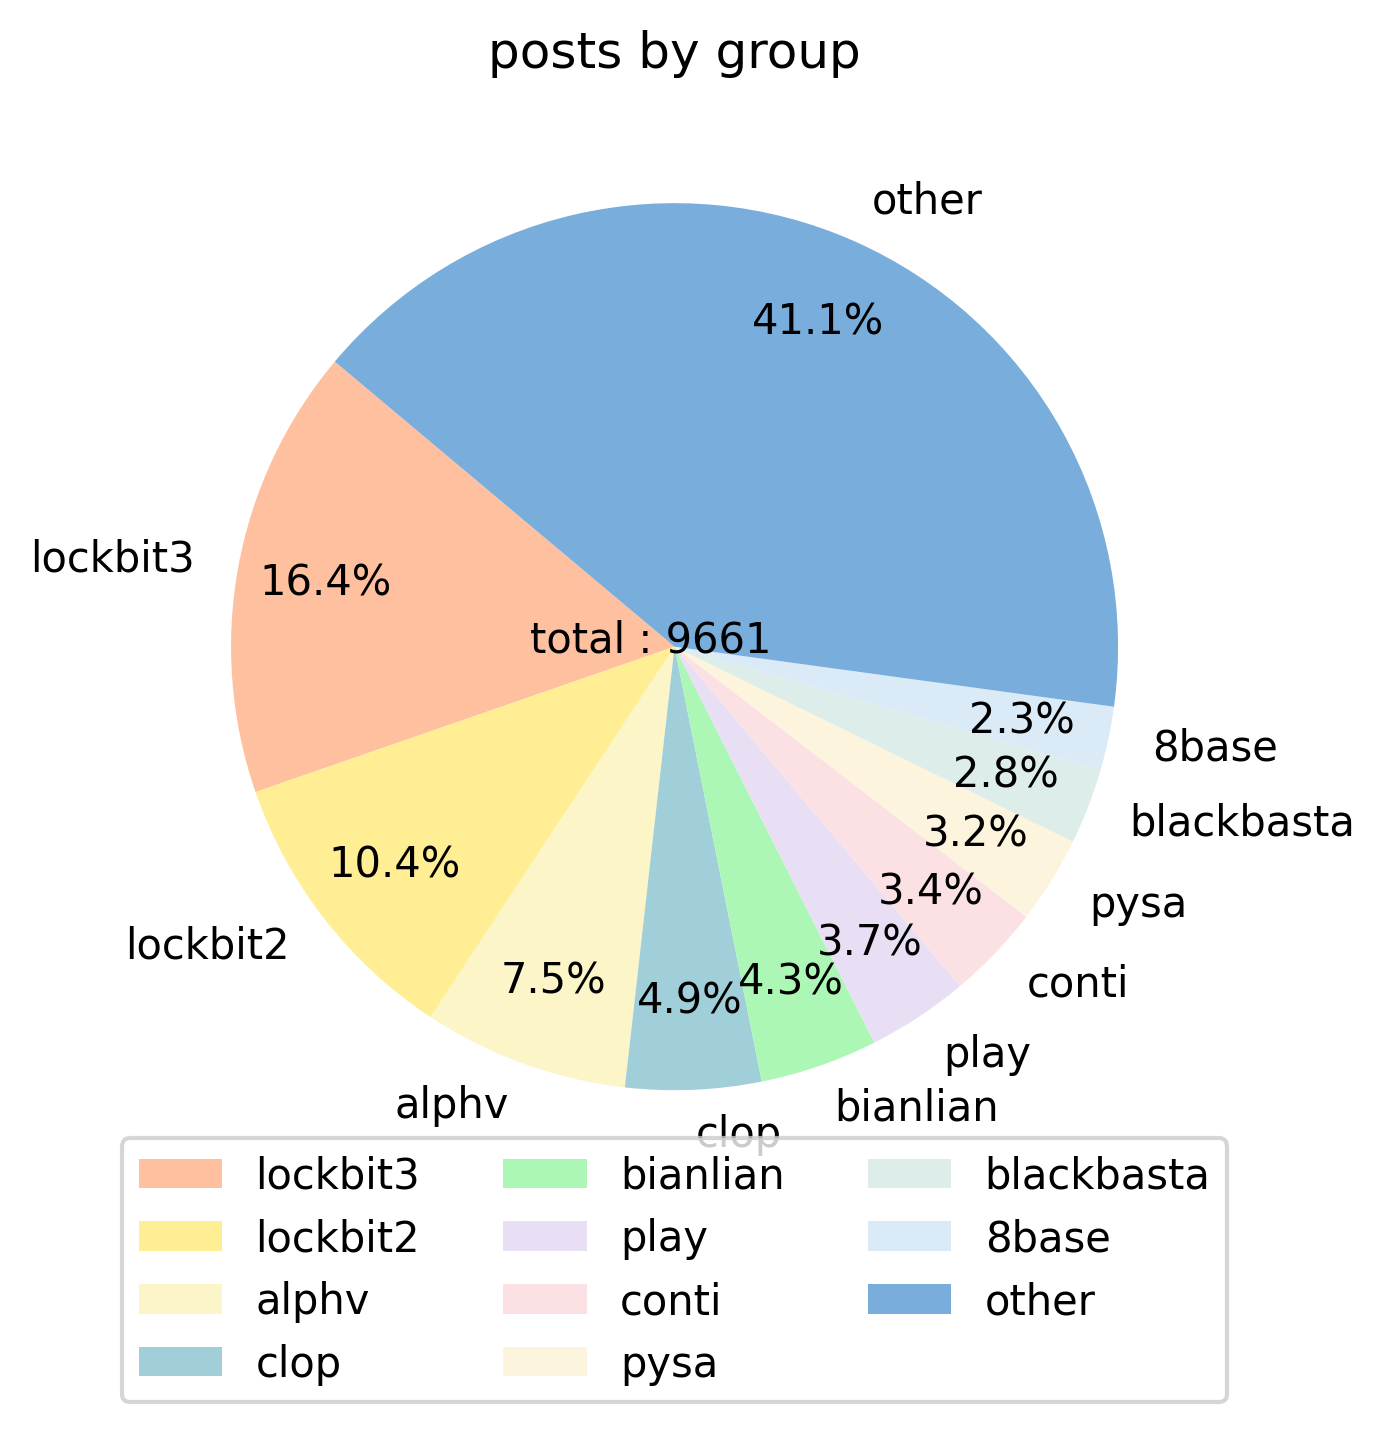 posts by group
other
41.1%
lockbit3
16.4%
total : 9661
2.3%
8base
2.8%
blackbasta
3.2%
pysa
3.4%
conti
3.7%
play
4.3%
bianlian
4.9%
clop
7.5%
alphv
10.4%
lockbit2
lockbit3
lockbit2
alphv
clop
bianlian
play
conti
pysa
blackbasta
8base
other